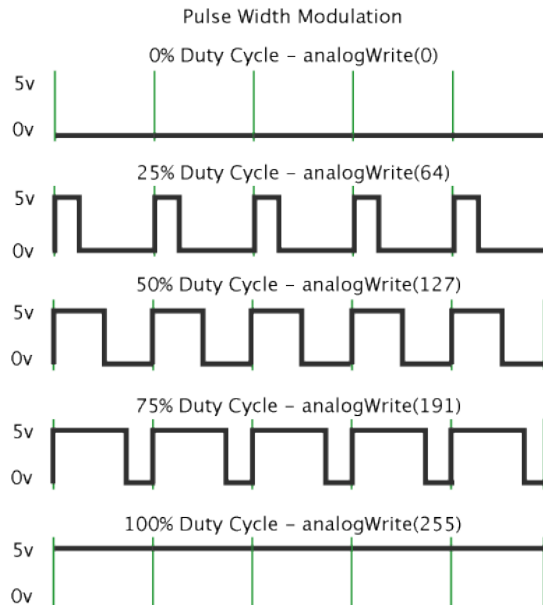 Pulse Width Modulation
0% Duty Cycle – analogWrite(0)
5v
0v
25% Duty Cycle – analogWrite(64)
5v
0v
50% Duty Cycle – analogWrite(127)
5v
0v
75% Duty Cycle – analogWrite(191)
5v
0v
100% Duty Cycle – analogWrite(255)
5v
0v